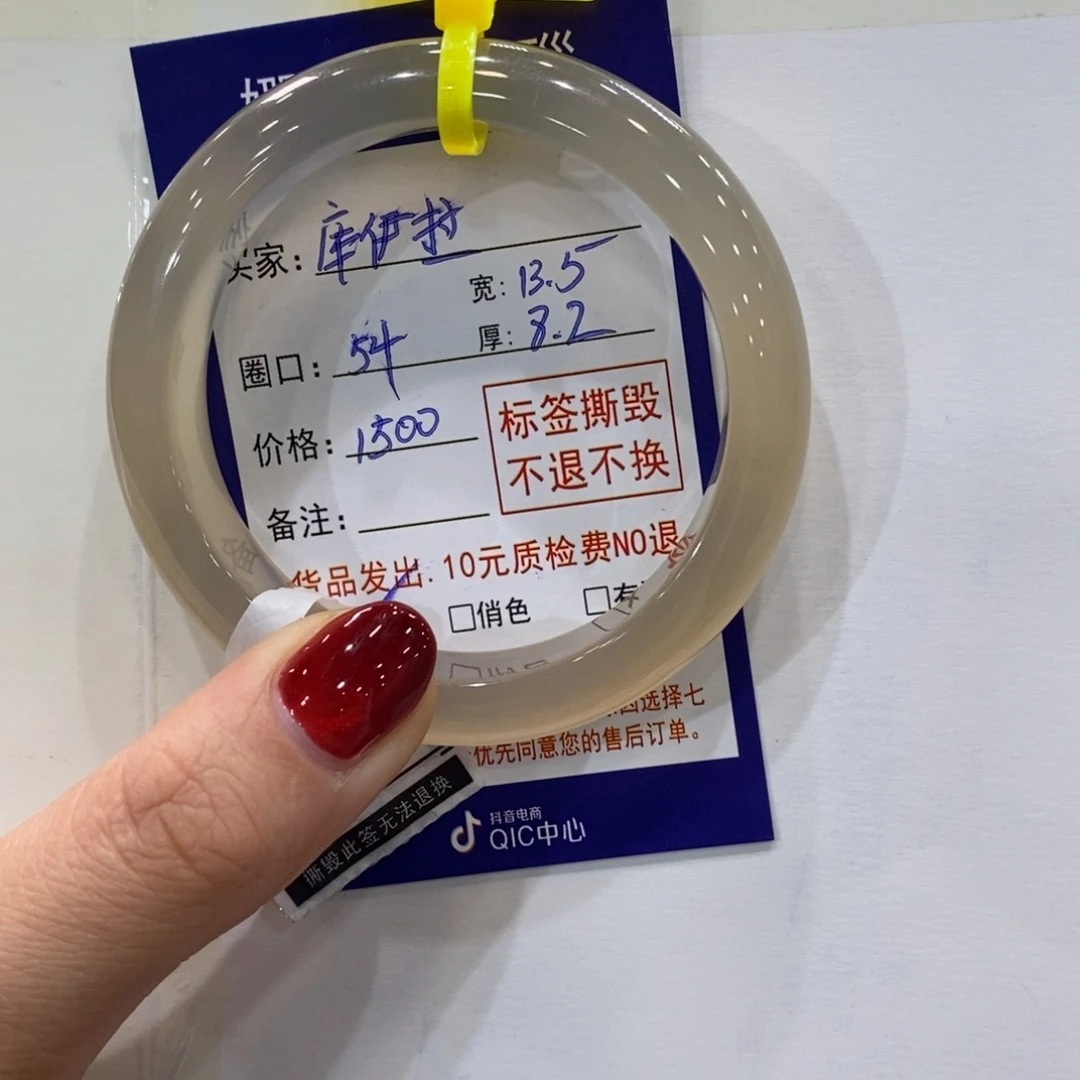 买家：库伊拉
宽：13.5
圈口：54 厚：8.2
价格：1500
标签撕毁
不退不换
备注：
货品发出.10元质检费NO退
□俏色 □有
选择七
优先同意您的售后订单。
撕毁此签无法退换
抖音电商
QIC中心